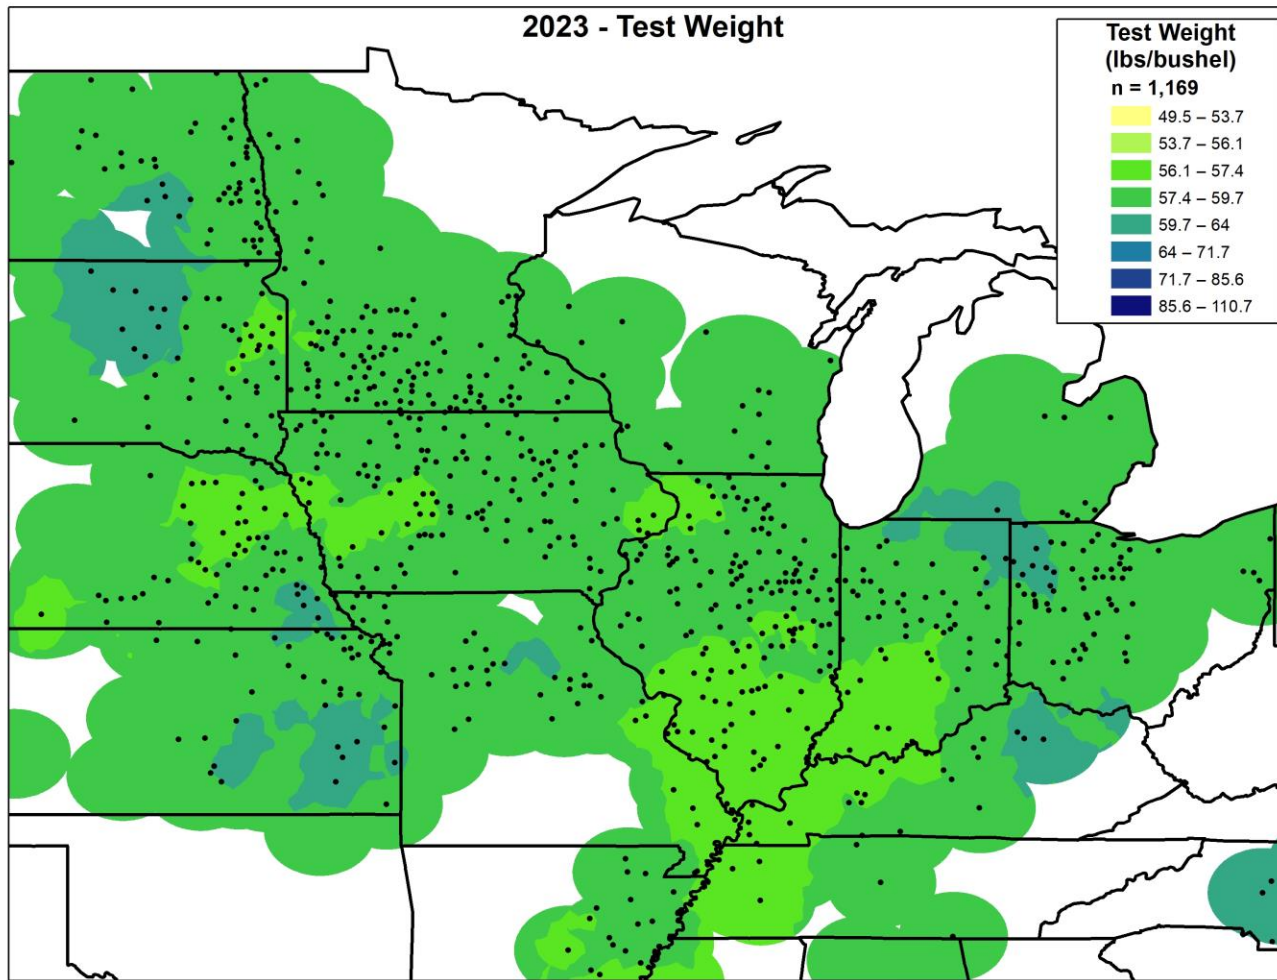 2023 - Test Weight
Test Weight
(lbs/bushel)
n = 1,169
49.5 – 53.7
53.7 – 56.1
56.1 – 57.4
57.4 – 59.7
59.7 – 64
64 – 71.7
71.7 – 85.6
85.6 – 110.7